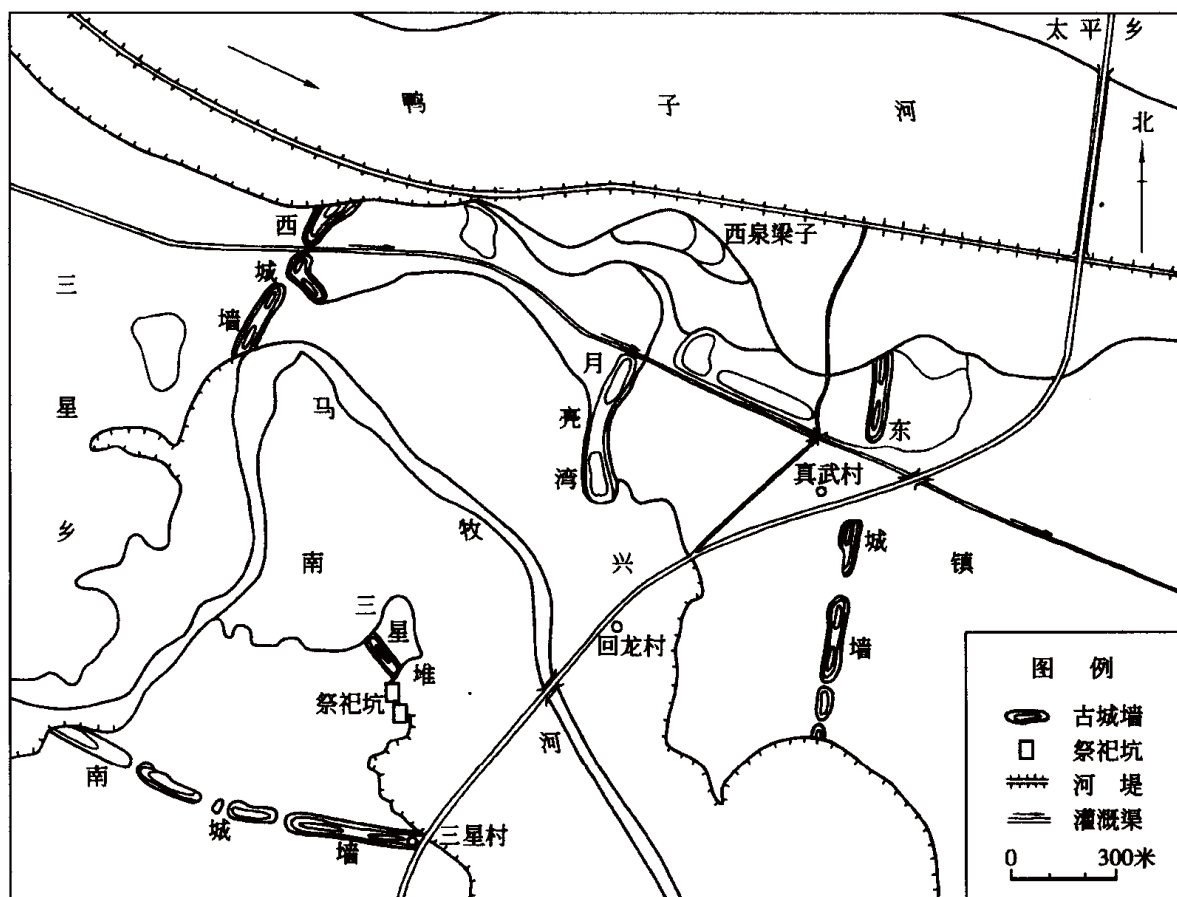 太平乡
鸭子河
北
西城墙
西泉梁子
三星乡
月亮湾
马牧河
东城墙
真武村
南兴镇
三星堆
回龙村
祭祀坑
南城墙
三星村
图例
古城墙
祭祀坑
河堤
灌溉渠
0 300米